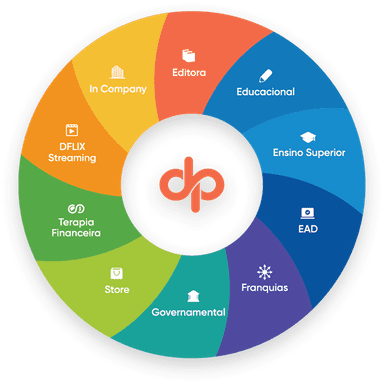 Editora
Educacional
Ensino Superior
EAD
Franquias
Governamental
Store
Terapia
Financeira
DFLIX
Streaming
In Company
dp